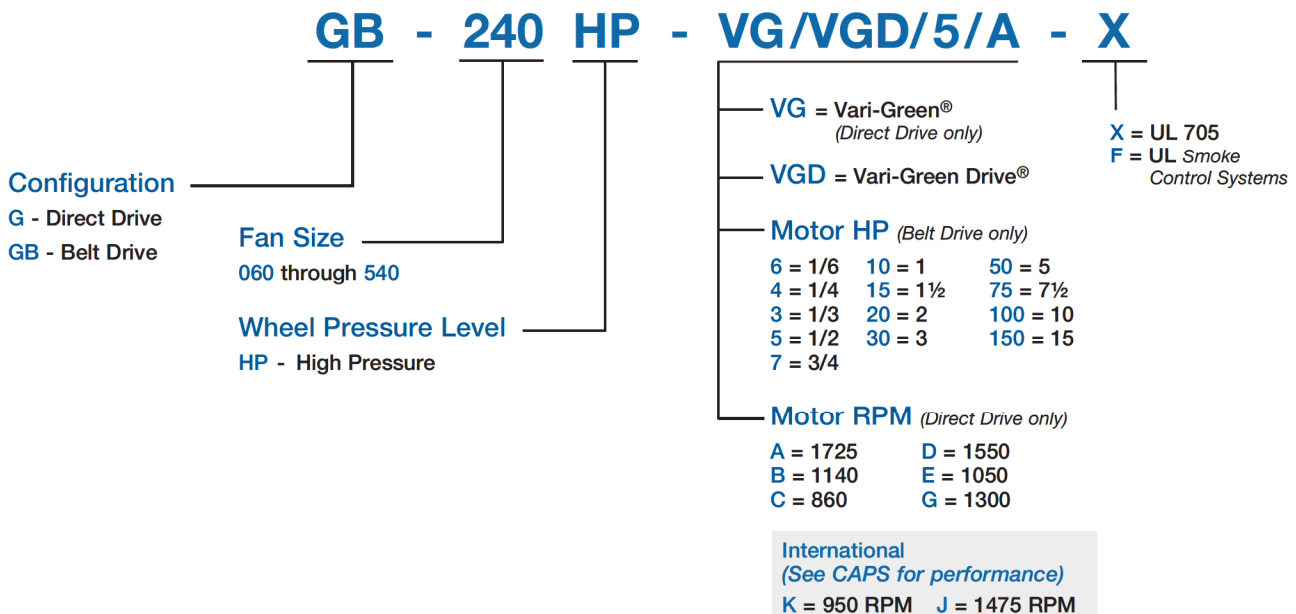 GB - 240 HP - VG/VGD/5/A - X
Configuration
G - Direct Drive
GB - Belt Drive
Fan Size
060 through 540
Wheel Pressure Level
HP - High Pressure
VG = Vari-Green®
(Direct Drive only)
VGD = Vari-Green Drive®
Motor HP (Belt Drive only)
6 = 1/6 10 = 1 50 = 5
4 = 1/4 15 = 1½ 75 = 7½
3 = 1/3 20 = 2 100 = 10
5 = 1/2 30 = 3 150 = 15
7 = 3/4
Motor RPM (Direct Drive only)
A = 1725 D = 1550
B = 1140 E = 1050
C = 860 G = 1300
International
(See CAPS for performance)
K = 950 RPM J = 1475 RPM
X = UL 705
F = UL Smoke
Control Systems